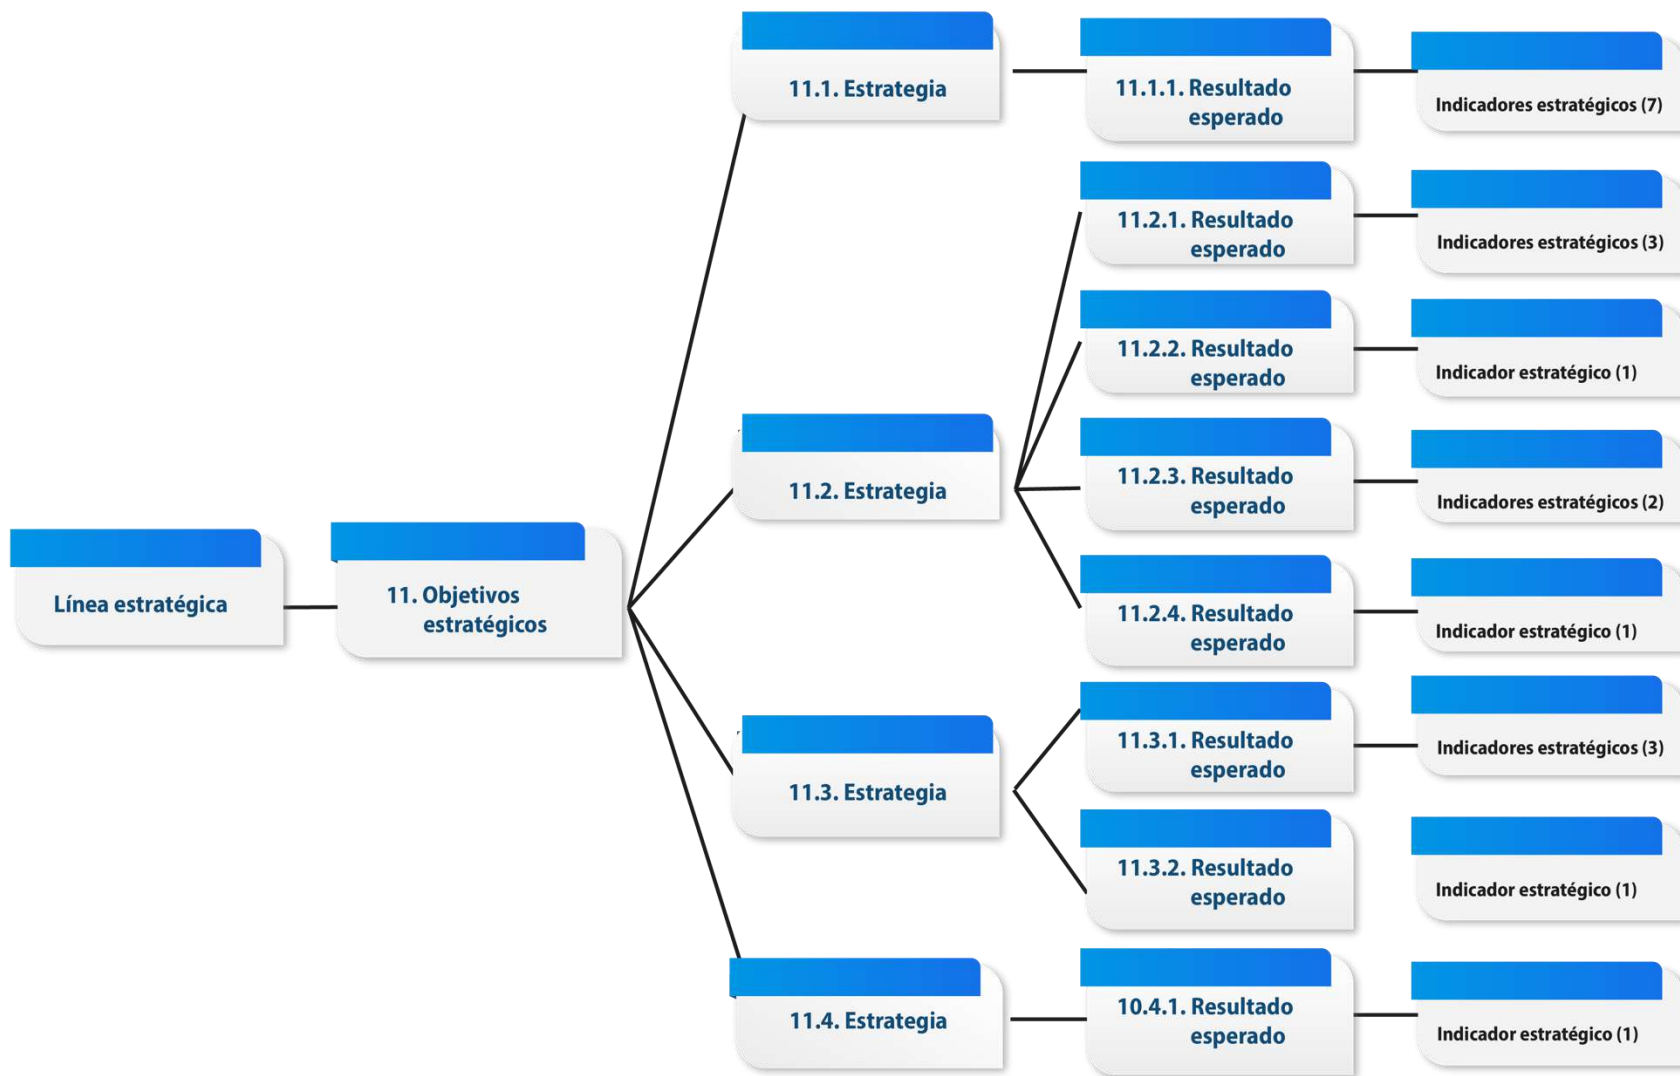 11.1. Estrategia
11.1.1. Resultado
esperado
Indicadores estratégicos (7)
11.2.1. Resultado
esperado
Indicadores estratégicos (3)
11.2.2. Resultado
esperado
Indicador estratégico (1)
11.2. Estrategia
11.2.3. Resultado
esperado
Indicadores estratégicos (2)
Línea estratégica
11. Objetivos
estratégicos
11.2.4. Resultado
esperado
Indicador estratégico (1)
11.3. Estrategia
11.3.1. Resultado
esperado
Indicadores estratégicos (3)
11.3.2. Resultado
esperado
Indicador estratégico (1)
11.4. Estrategia
10.4.1. Resultado
esperado
Indicador estratégico (1)